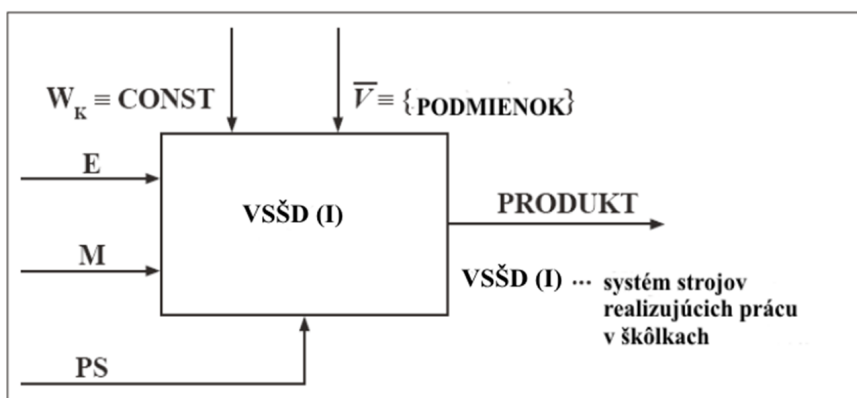 W_K ≡ CONST
V̅ ≡ {PODMIENOK}
E
VSŠD (I)
PRODUKT
M
VSŠD (I) ... systém strojov
realizujúcich prácu
v škôlkach
PS